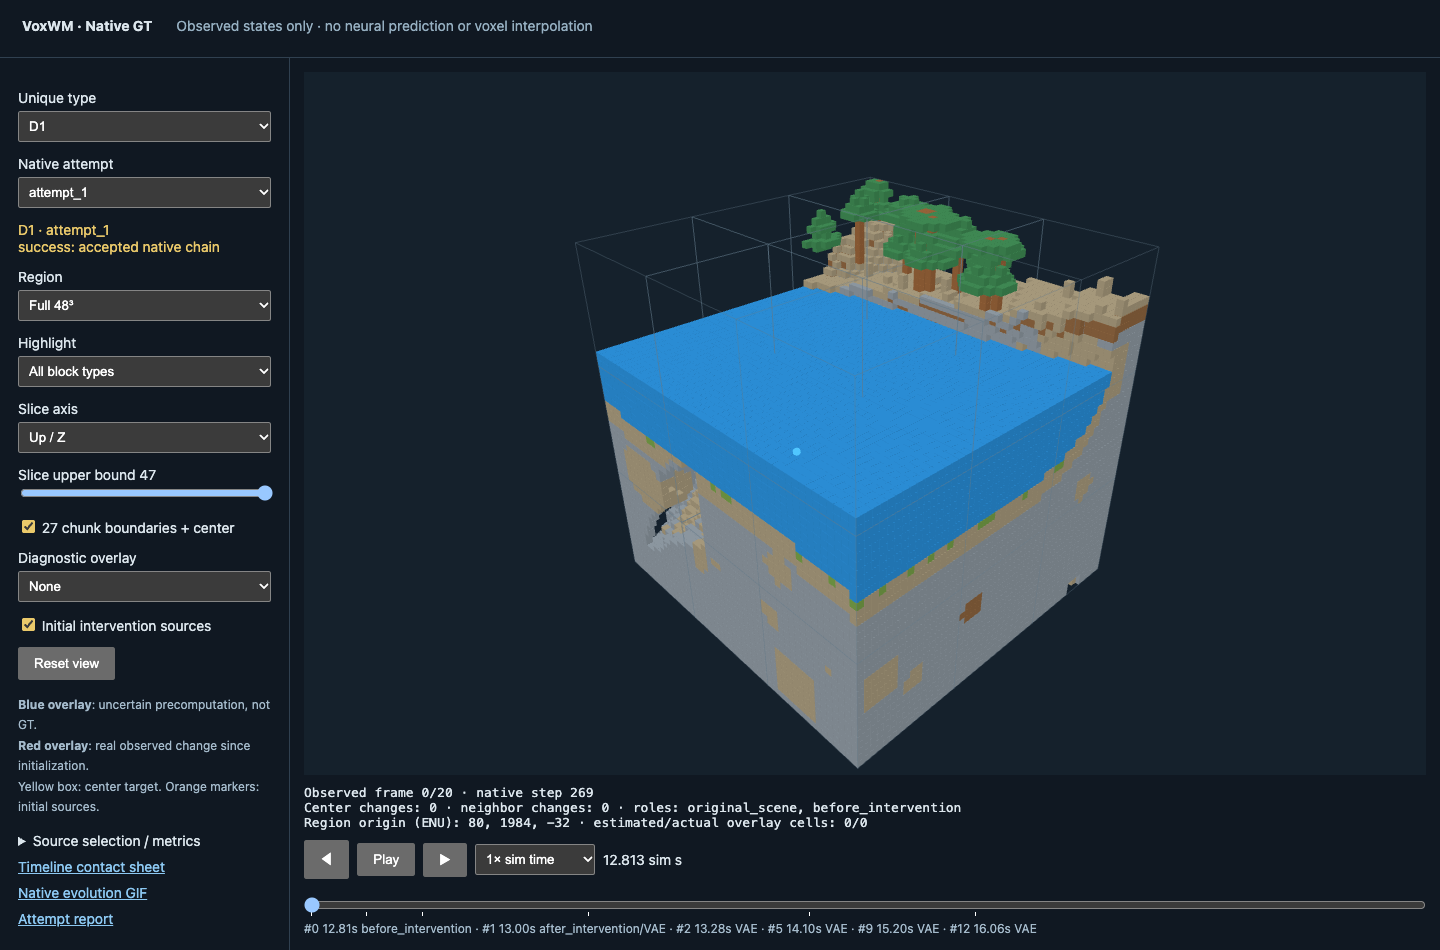 VoxWM · Native GT
Observed states only · no neural prediction or voxel interpolation
Unique type
D1
Native attempt
attempt_1
D1 · attempt_1
success: accepted native chain
Region
Full 48³
Highlight
All block types
Slice axis
Up / Z
Slice upper bound 47
27 chunk boundaries + center
Diagnostic overlay
None
Initial intervention sources
Reset view
Blue overlay: uncertain precomputation, not
GT.
Red overlay: real observed change since
initialization.
Yellow box: center target. Orange markers:
initial sources.
Source selection / metrics
Timeline contact sheet
Native evolution GIF
Attempt report
Observed frame 0/20 · native step 269
Center changes: 0 · neighbor changes: 0 · roles: original_scene, before_intervention
Region origin (ENU): 80, 1984, −32 · estimated/actual overlay cells: 0/0
Play
1× sim time
12.813 sim s
#0 12.81s before_intervention · #1 13.00s after_intervention/VAE · #2 13.28s VAE · #5 14.10s VAE · #9 15.20s VAE · #12 16.06s VAE